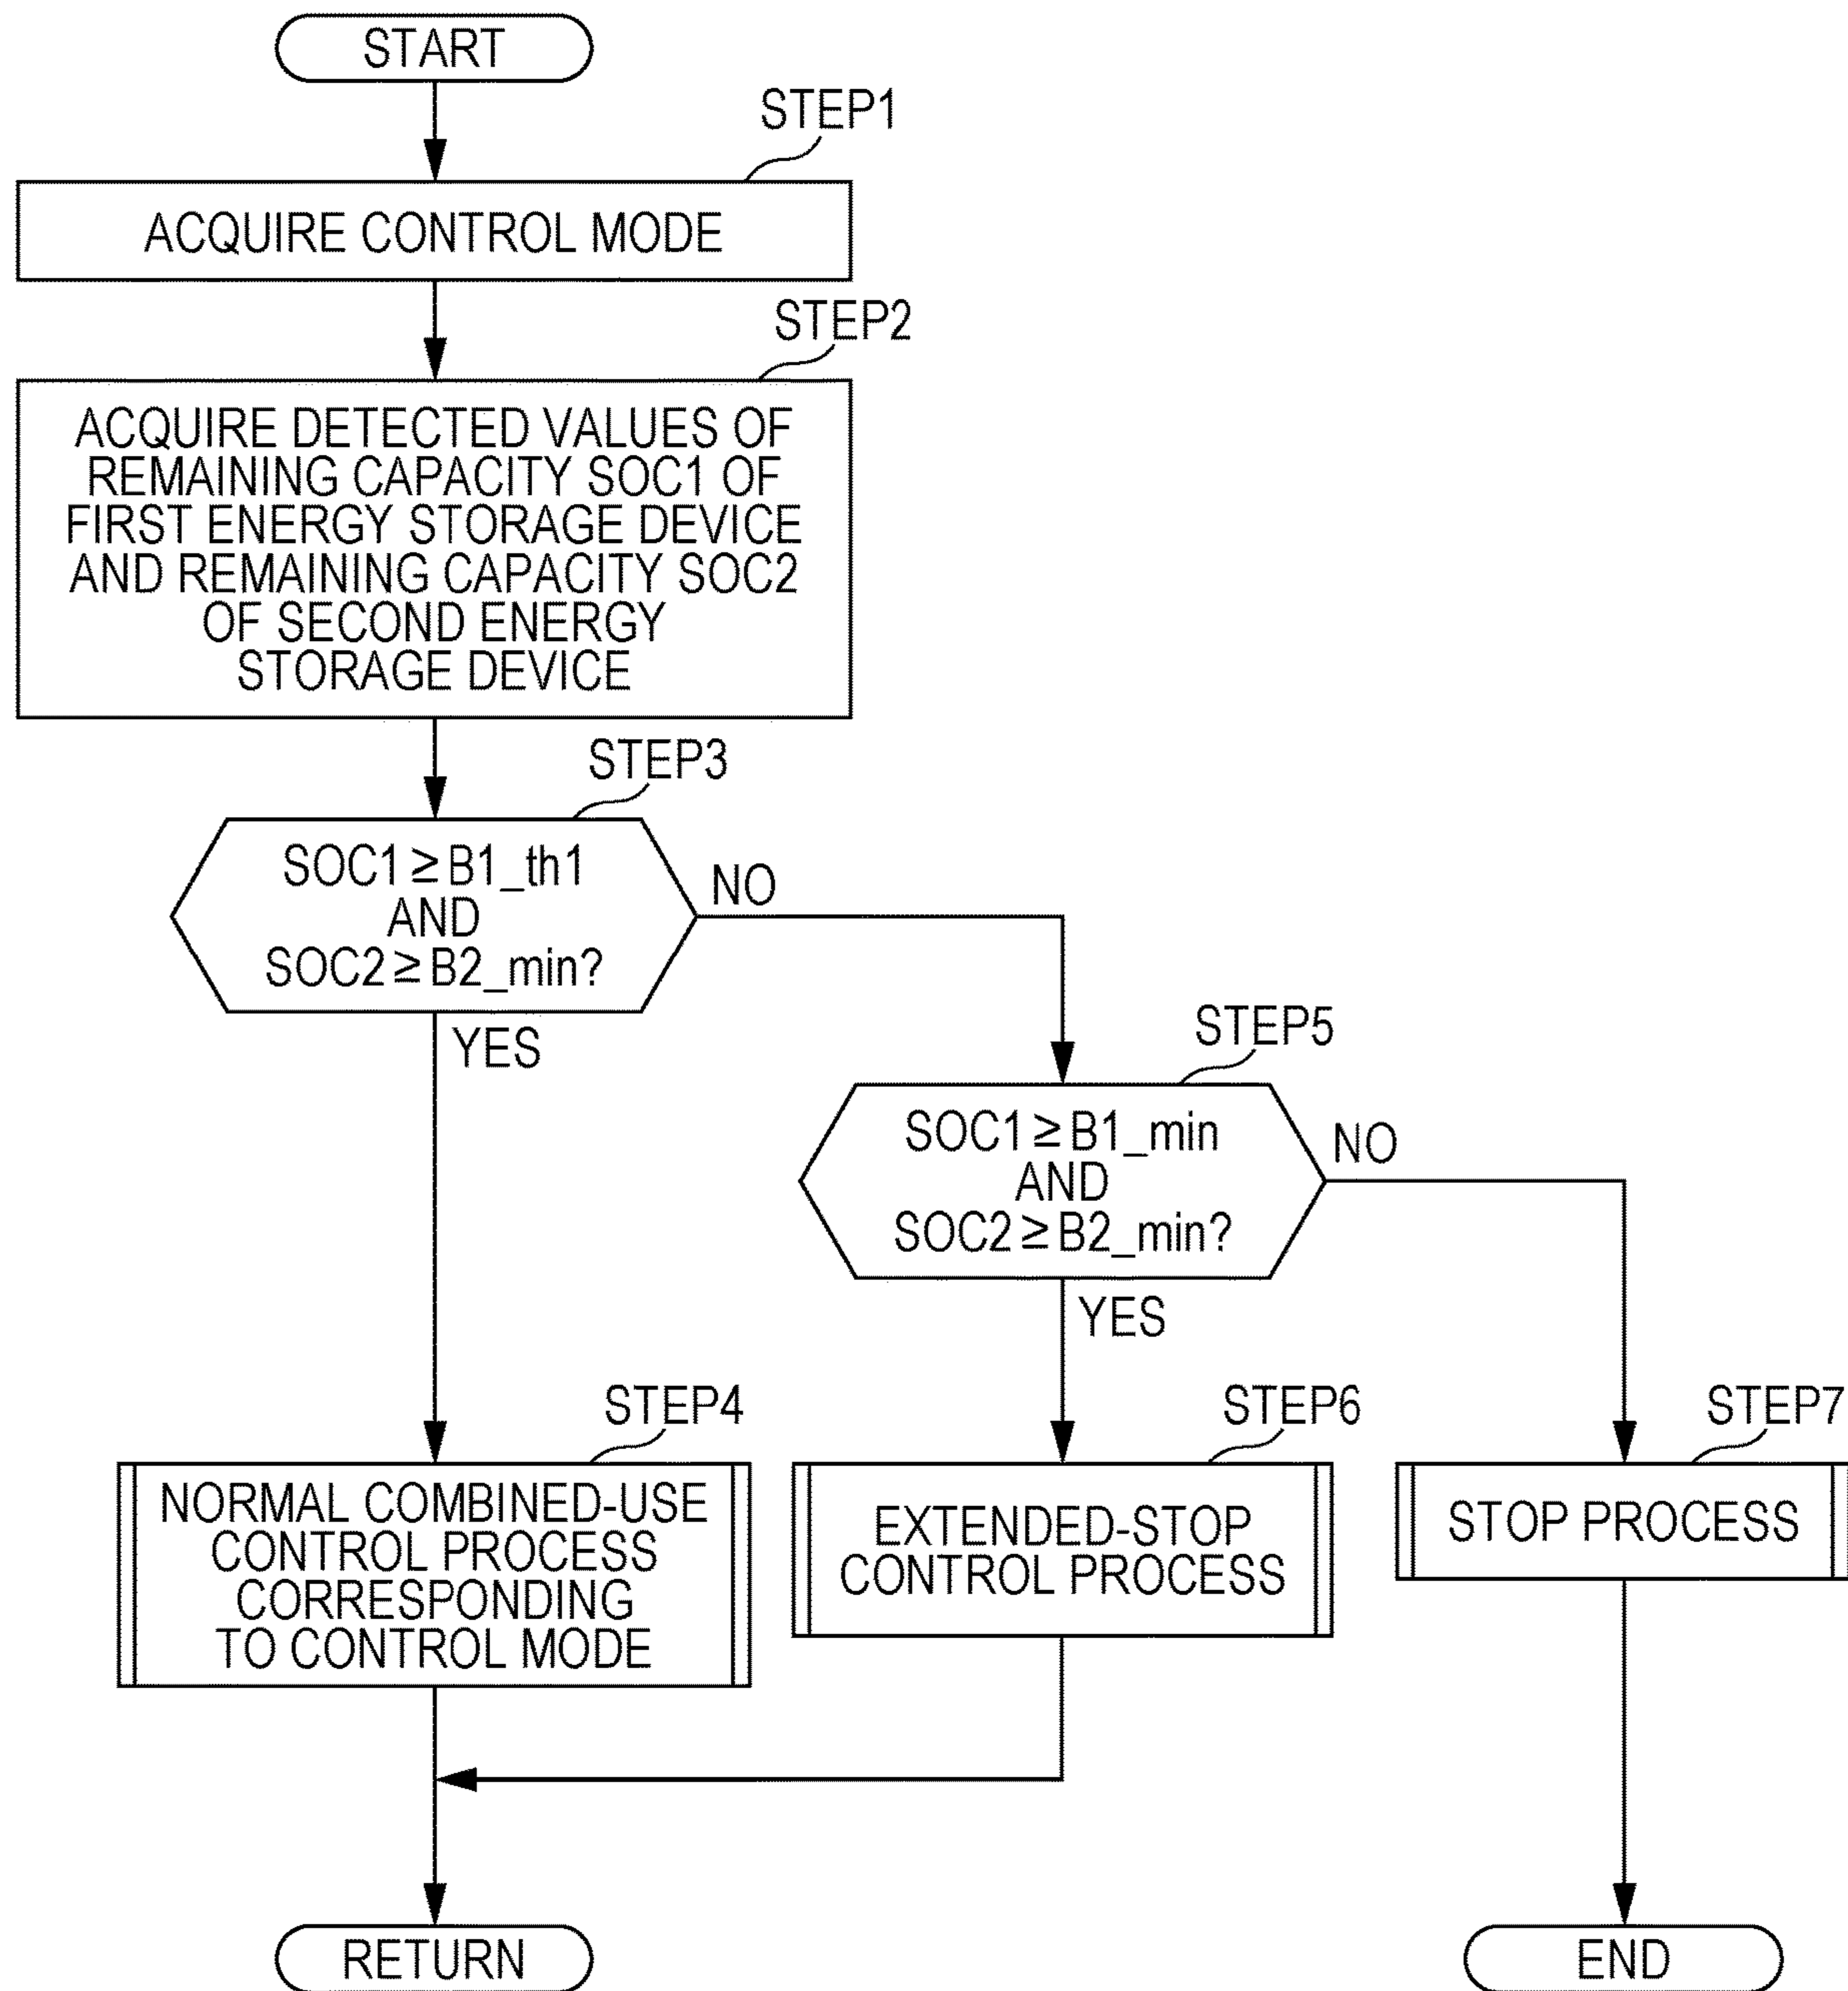 START
STEP1
ACQUIRE CONTROL MODE
STEP2
ACQUIRE DETECTED VALUES OF
REMAINING CAPACITY SOC1 OF
FIRST ENERGY STORAGE DEVICE
AND REMAINING CAPACITY SOC2
OF SECOND ENERGY
STORAGE DEVICE
STEP3
SOC1≥B1_th1
AND
SOC2≥B2_min?
NO
YES
STEP5
SOC1≥B1_min
AND
SOC2≥B2_min?
NO
YES
STEP4
NORMAL COMBINED-USE
CONTROL PROCESS
CORRESPONDING
TO CONTROL MODE
STEP6
EXTENDED-STOP
CONTROL PROCESS
STEP7
STOP PROCESS
RETURN
END